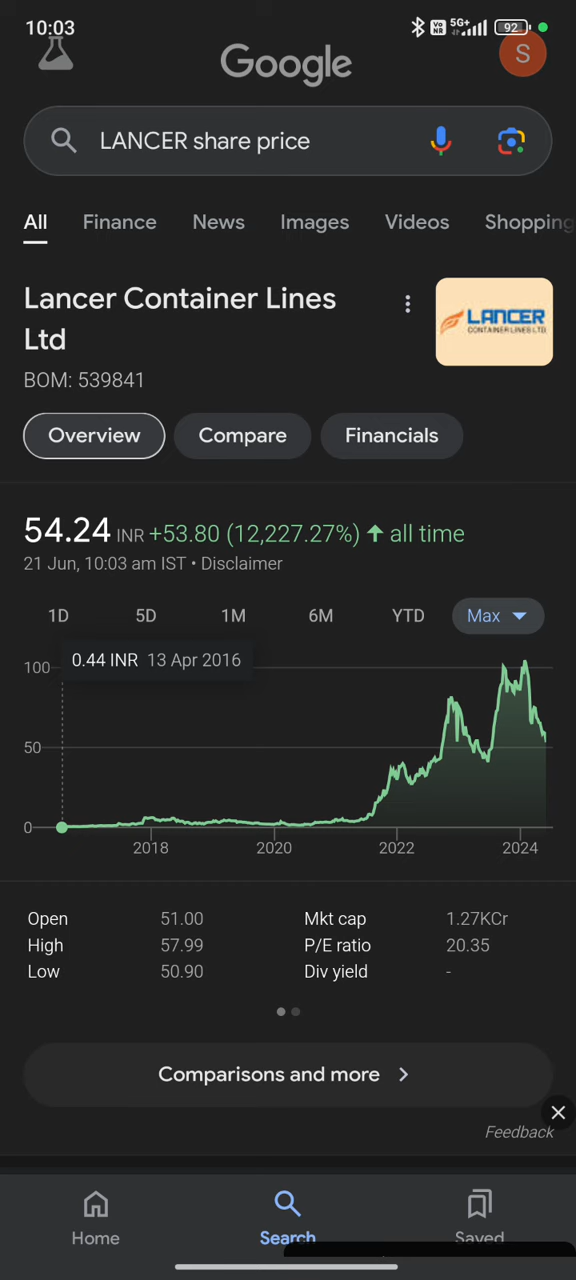 10:03
Vo
NR
5G+
92
Google
S
LANCER share price
All Finance News Images Videos Shopping
Lancer Container Lines
Ltd
LANCER
CONTAINER LINES LTD
BOM: 539841
Overview Compare Financials
54.24 INR +53.80 (12,227.27%) ↑ all time
21 Jun, 10:03 am IST • Disclaimer
1D 5D 1M 6M YTD Max
0.44 INR 13 Apr 2016
100
50
0
2018 2020 2022 2024
Open 51.00 Mkt cap 1.27KCr
High 57.99 P/E ratio 20.35
Low 50.90 Div yield -
Comparisons and more >
Feedback
Home Search Saved